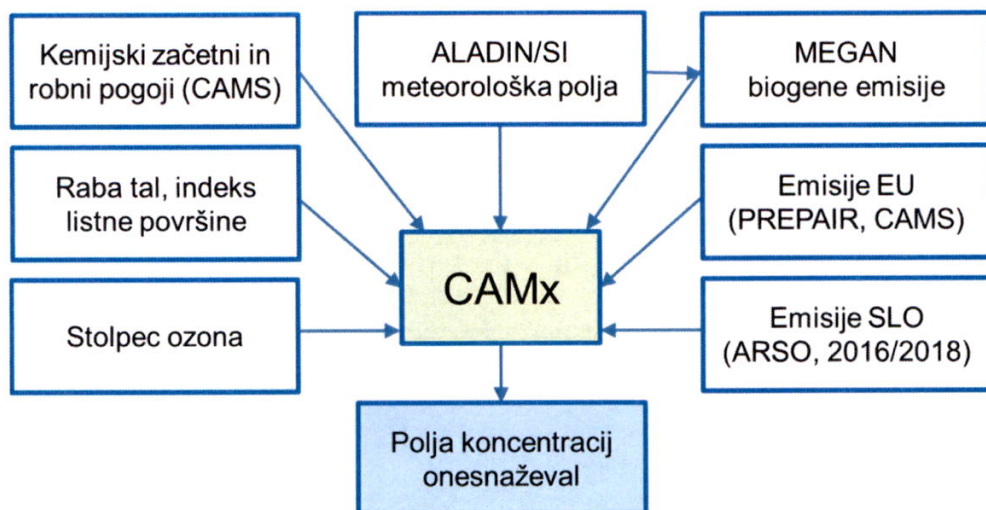 Kemijski začetni in
robni pogoji (CAMS)
ALADIN/SI
meteorološka polja
MEGAN
biogene emisije
Raba tal, indeks
listne površine
Emisije EU
(PREPAIR, CAMS)
CAMx
Stolpec ozona
Emisije SLO
(ARSO, 2016/2018)
Polja koncentracij
onesnaževal